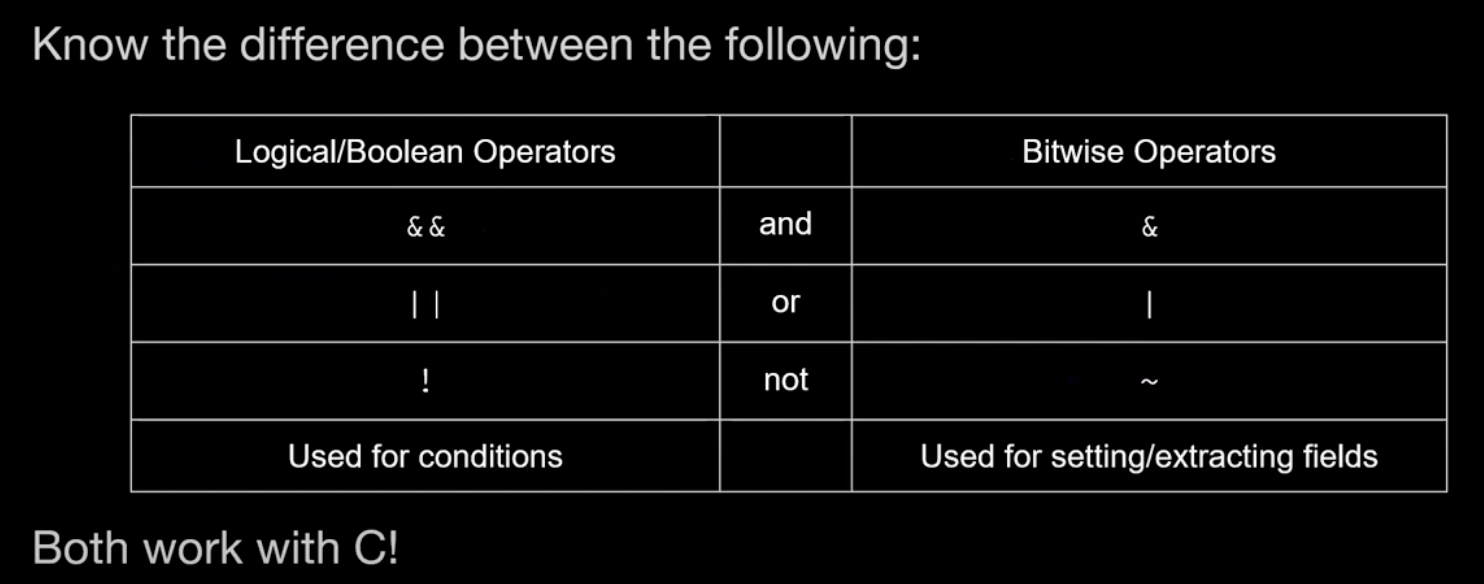 Know the difference between the following:
Logical/Boolean Operators Bitwise Operators
&& and &
|| or |
! not ~
Used for conditions Used for setting/extracting fields
Both work with C!